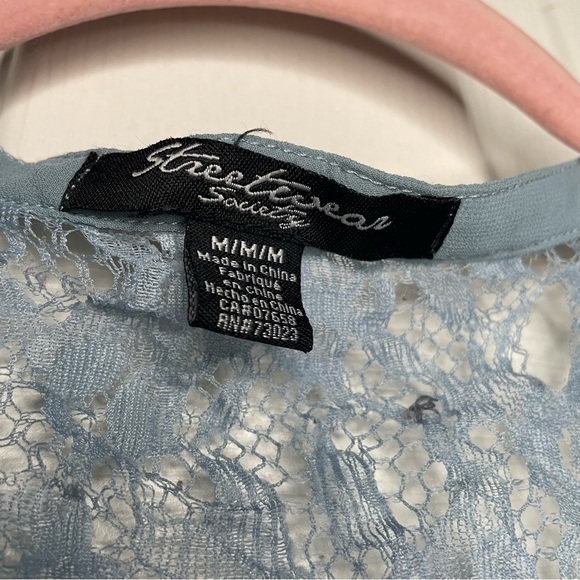 Streetwear
Society
M/M/M
Made in China
Fabriqué
en Chine
Hecho en China
CA#07658
RN#73023